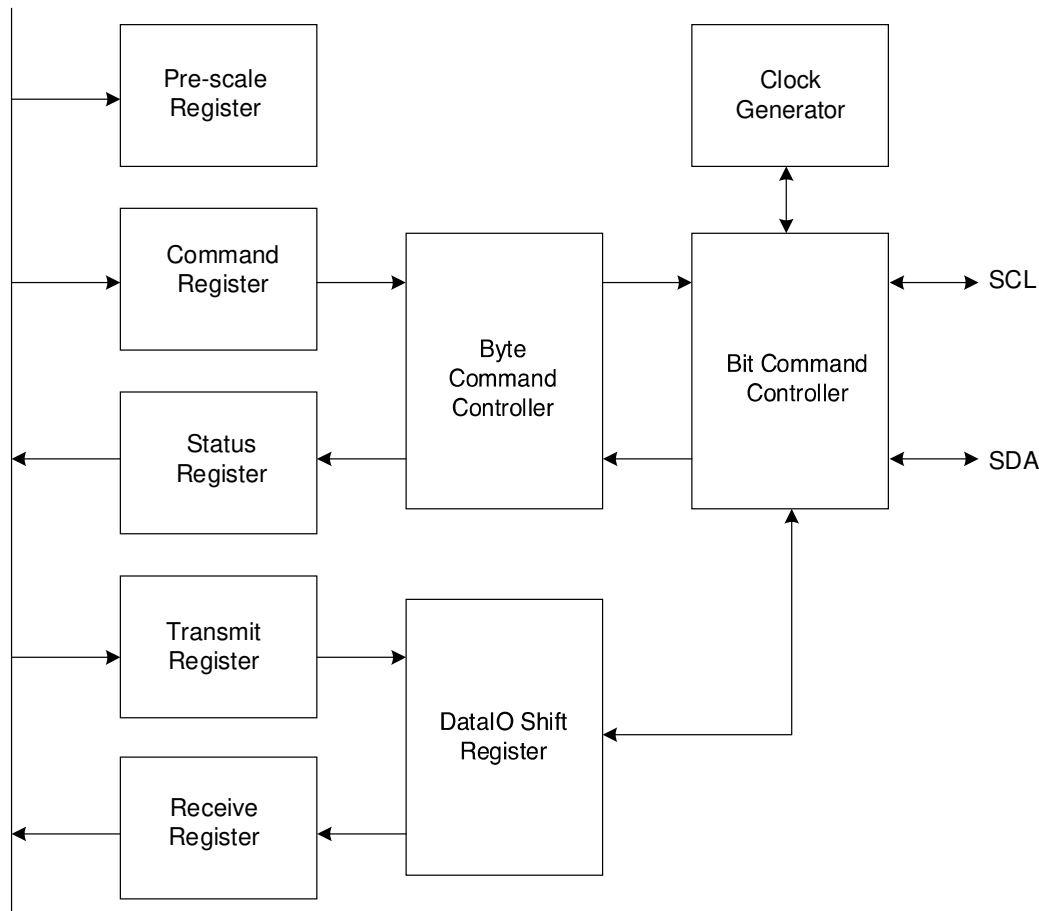 Pre-scale
Register
Clock
Generator
Command
Register
SCL
Byte
Command
Controller
Bit Command
Controller
Status
Register
SDA
Transmit
Register
DataIO Shift
Register
Receive
Register